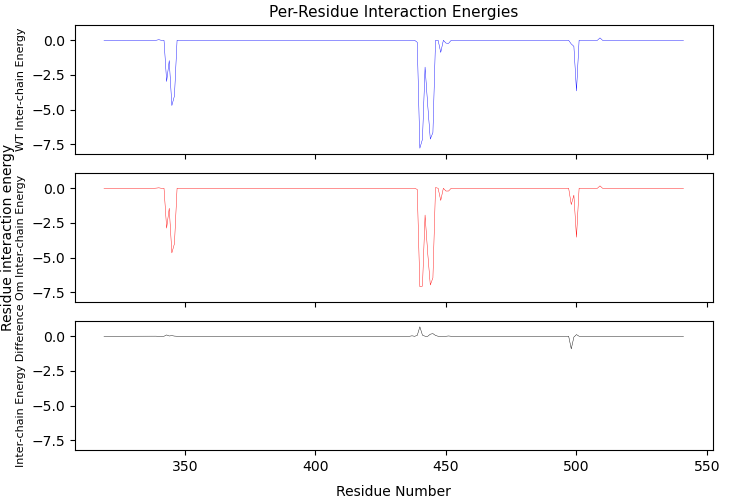 Per-Residue Interaction Energies
WT Inter-chain Energy
0.0
−2.5
−5.0
−7.5
Residue interaction energy
Om Inter-chain Energy
0.0
−2.5
−5.0
−7.5
Inter-chain Energy Difference
0.0
−2.5
−5.0
−7.5
350
400
450
500
550
Residue Number